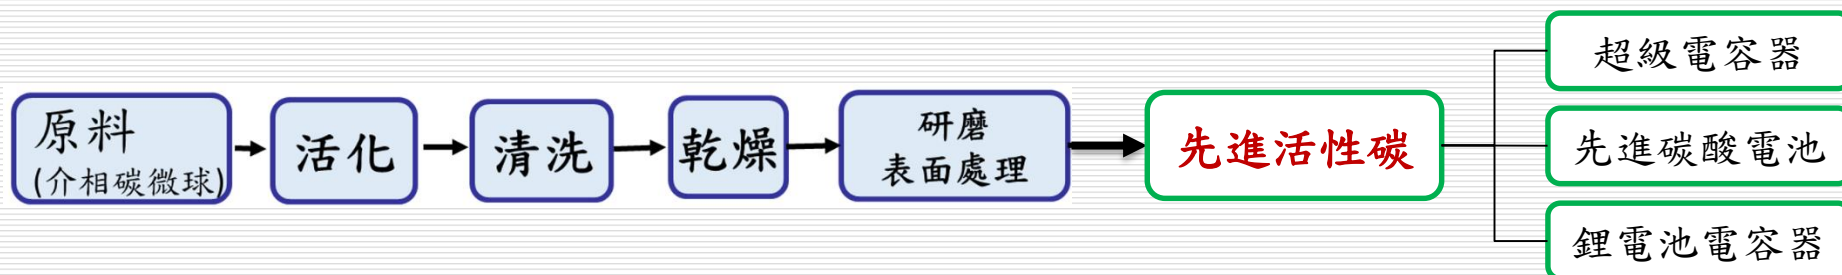 原料
(介相碳微球)
活化
清洗
乾燥
研磨
表面處理
先進活性碳
超級電容器
先進碳酸電池
鋰電池電容器